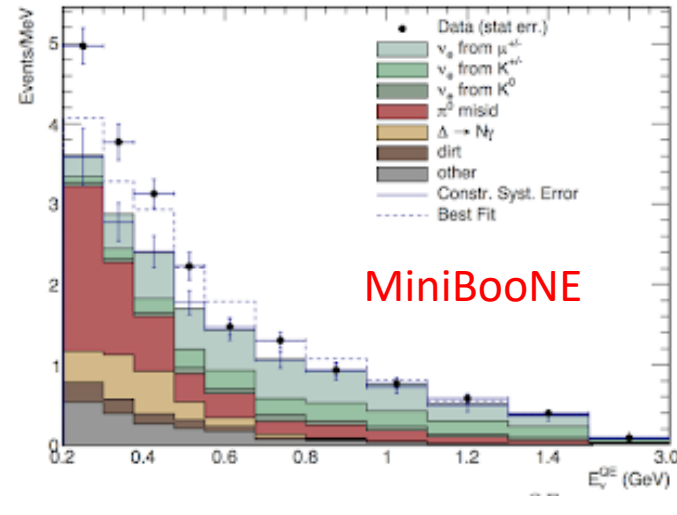 Events/MeV
5
4
3
2
1
0
Data (stat err.)
νₑ from μ⁺/⁻
νₑ from K⁺/⁻
νₑ from K⁰
π⁰ misid
Δ → Nγ
dirt
other
Constr. Syst. Error
Best Fit
MiniBooNE
0.2 0.4 0.6 0.8 1 1.2 1.4 3.0
E_ν^QE (GeV)